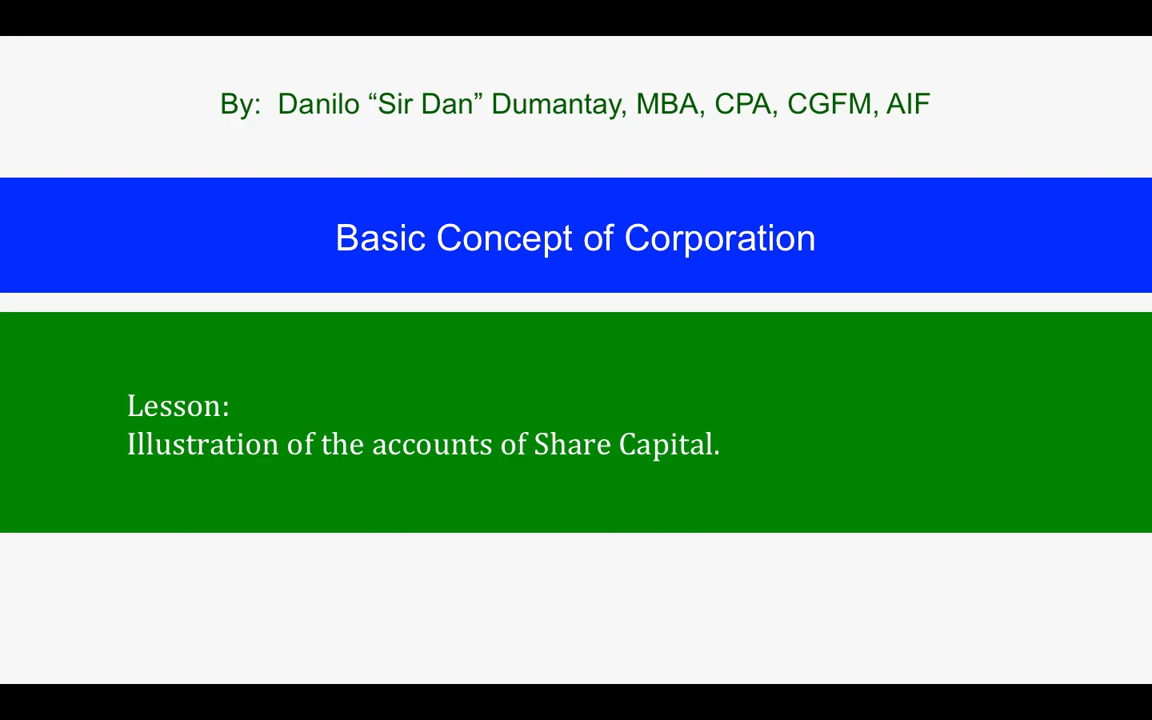 By:  Danilo “Sir Dan” Dumantay, MBA, CPA, CGFM, AIF
Basic Concept of Corporation
Lesson:
Illustration of the accounts of Share Capital.